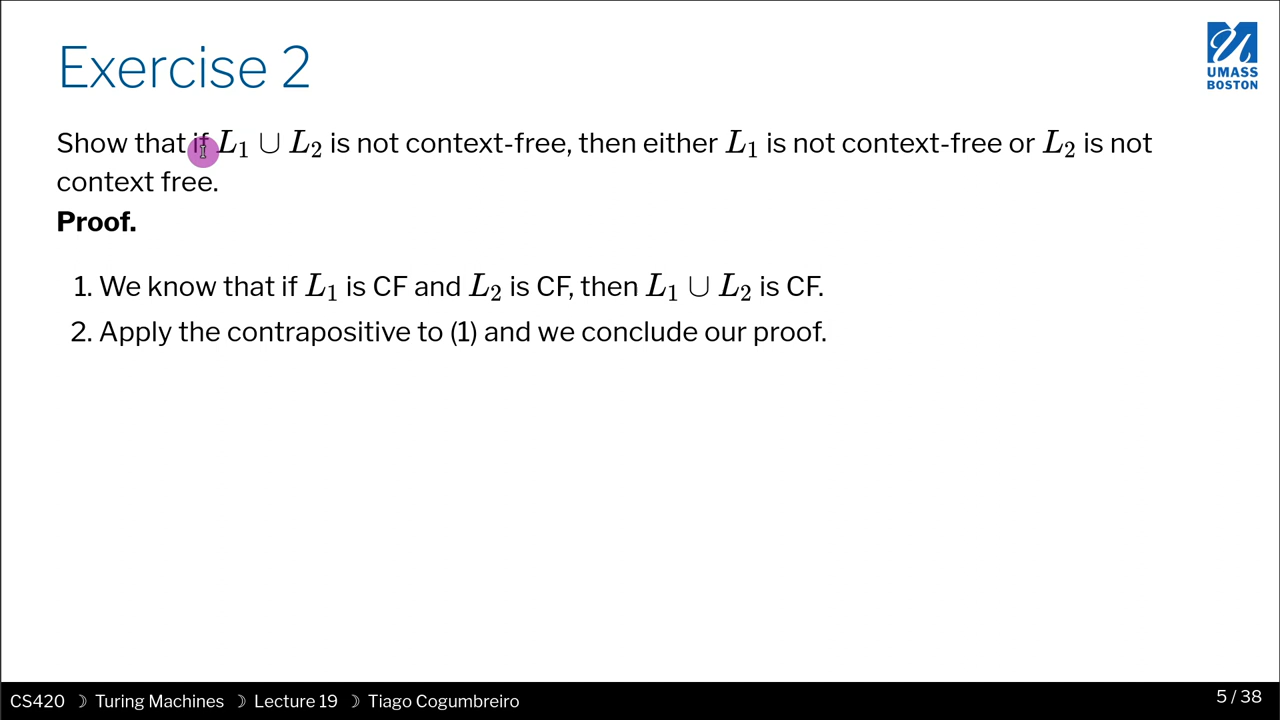 Exercise 2
UMASS
BOSTON
Show that if L₁ ∪ L₂ is not context-free, then either L₁ is not context-free or L₂ is not
context free.
Proof.
1. We know that if L₁ is CF and L₂ is CF, then L₁ ∪ L₂ is CF.
2. Apply the contrapositive to (1) and we conclude our proof.
CS420 ☽ Turing Machines ☽ Lecture 19 ☽ Tiago Cogumbreiro
5 / 38